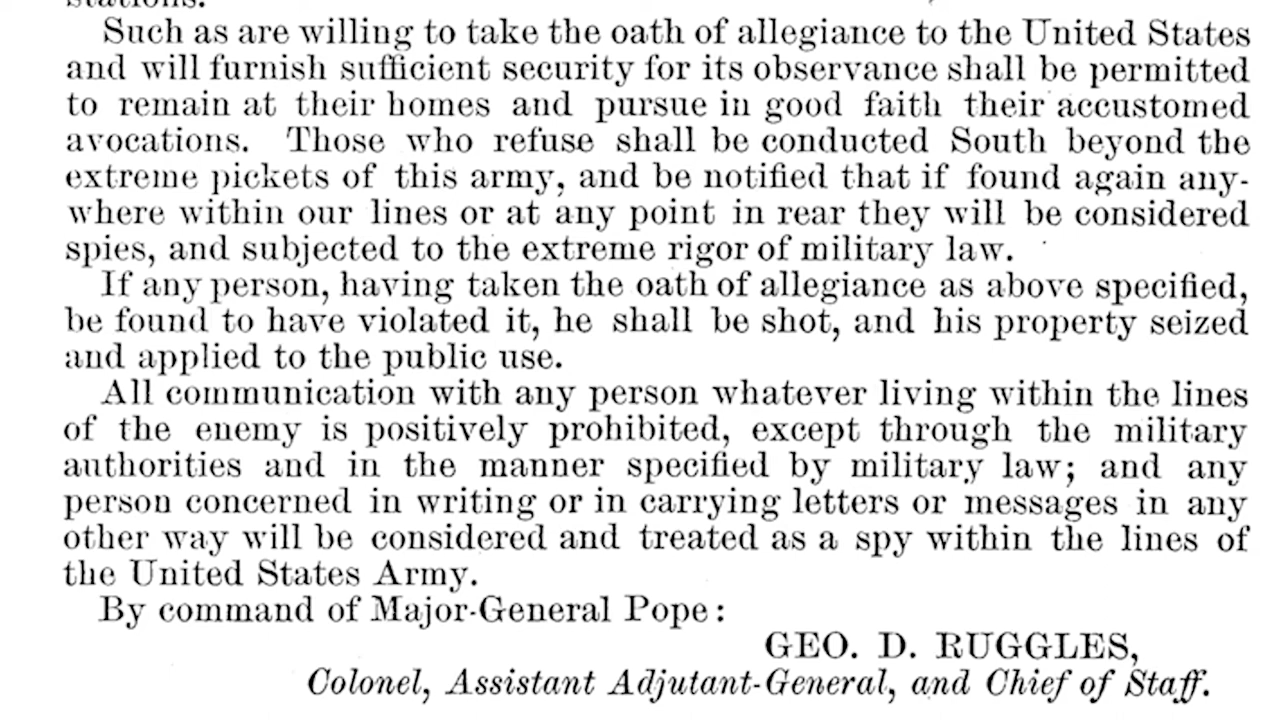 stations.
Such as are willing to take the oath of allegiance to the United States
and will furnish sufficient security for its observance shall be permitted
to remain at their homes and pursue in good faith their accustomed
avocations. Those who refuse shall be conducted South beyond the
extreme pickets of this army, and be notified that if found again any-
where within our lines or at any point in rear they will be considered
spies, and subjected to the extreme rigor of military law.
If any person, having taken the oath of allegiance as above specified,
be found to have violated it, he shall be shot, and his property seized
and applied to the public use.
All communication with any person whatever living within the lines
of the enemy is positively prohibited, except through the military
authorities and in the manner specified by military law; and any
person concerned in writing or in carrying letters or messages in any
other way will be considered and treated as a spy within the lines of
the United States Army.
By command of Major-General Pope:
GEO. D. RUGGLES,
Colonel, Assistant Adjutant-General, and Chief of Staff.